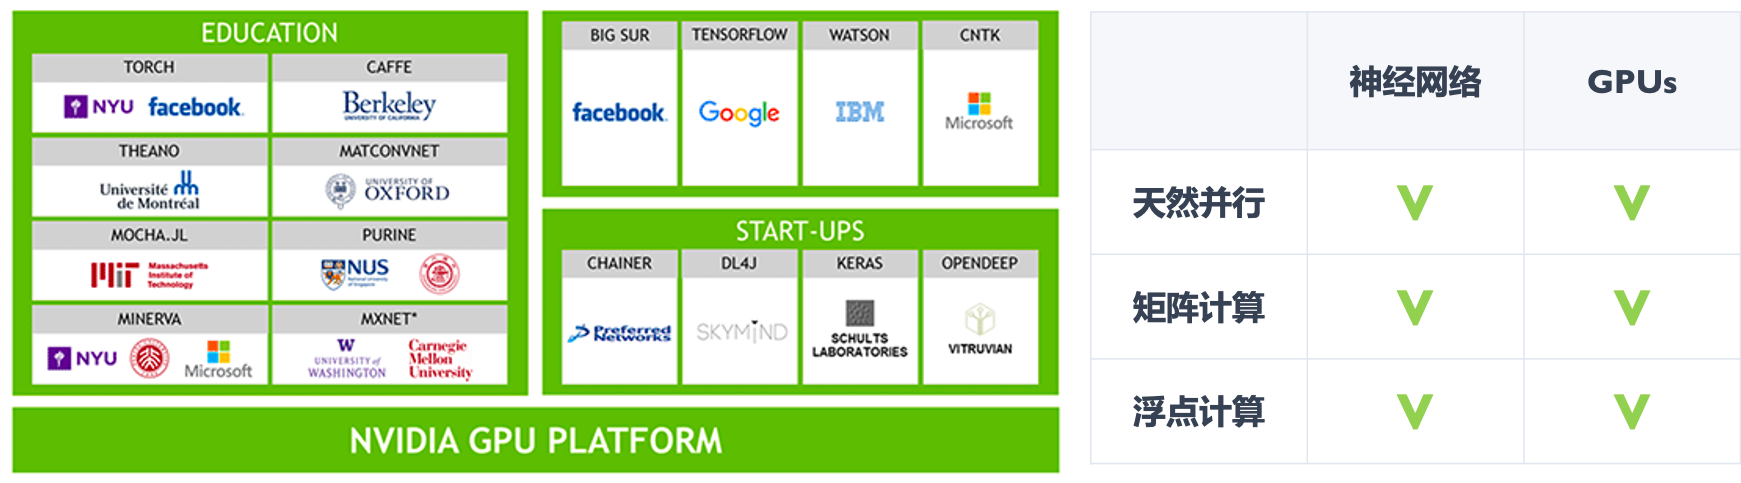 EDUCATION
TORCH
NYU facebook
CAFFE
Berkeley
UNIVERSITY OF CALIFORNIA
THEANO
Université
de Montréal
MATCONVNET
UNIVERSITY OF
OXFORD
MOCHA.JL
MIT
Massachusetts
Institute of
Technology
PURINE
NUS
National University
of Singapore
MINERVA
NYU
Microsoft
MXNET*
W
UNIVERSITY of
WASHINGTON
Carnegie
Mellon
University
BIG SUR
facebook
TENSORFLOW
Google
WATSON
IBM
CNTK
Microsoft
START-UPS
CHAINER
Preferred
Networks
DL4J
SKYMIND
KERAS
SCHULTS
LABORATORIES
OPENDEEP
VITRUVIAN
NVIDIA GPU PLATFORM
神经网络 GPUs
天然并行 V V
矩阵计算 V V
浮点计算 V V